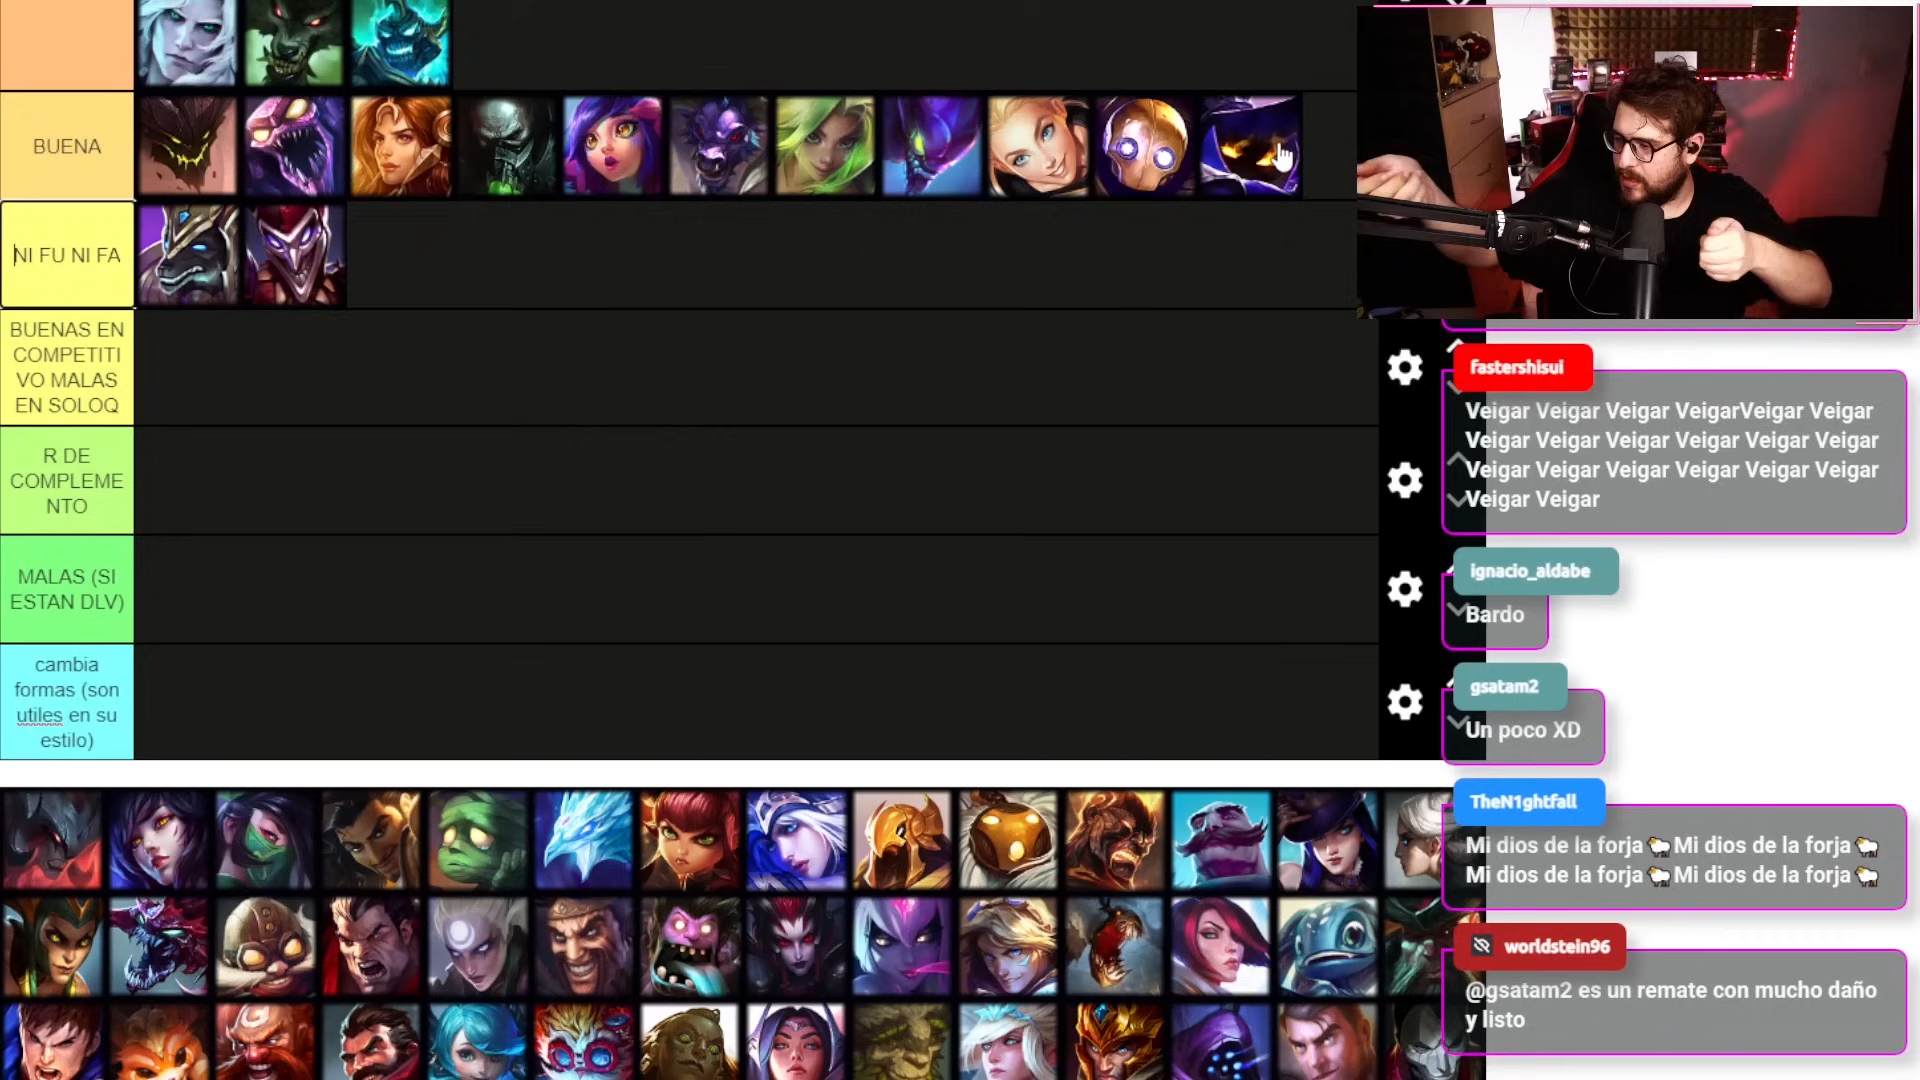 BUENA
NI FU NI FA
BUENAS EN
COMPETITI
VO MALAS
EN SOLOQ
R DE
COMPLEME
NTO
MALAS (SI
ESTAN DLV)
cambia
formas (son
utiles en su
estilo)
fastershisui
Veigar Veigar Veigar VeigarVeigar Veigar
Veigar Veigar Veigar Veigar Veigar Veigar
Veigar Veigar Veigar Veigar Veigar Veigar
Veigar Veigar
ignacio_aldabe
Bardo
gsatam2
Un poco XD
TheN1ghtfall
Mi dios de la forja🐑Mi dios de la forja🐑
Mi dios de la forja🐑Mi dios de la forja🐑
worldstein96
@gsatam2 es un remate con mucho daño
y listo